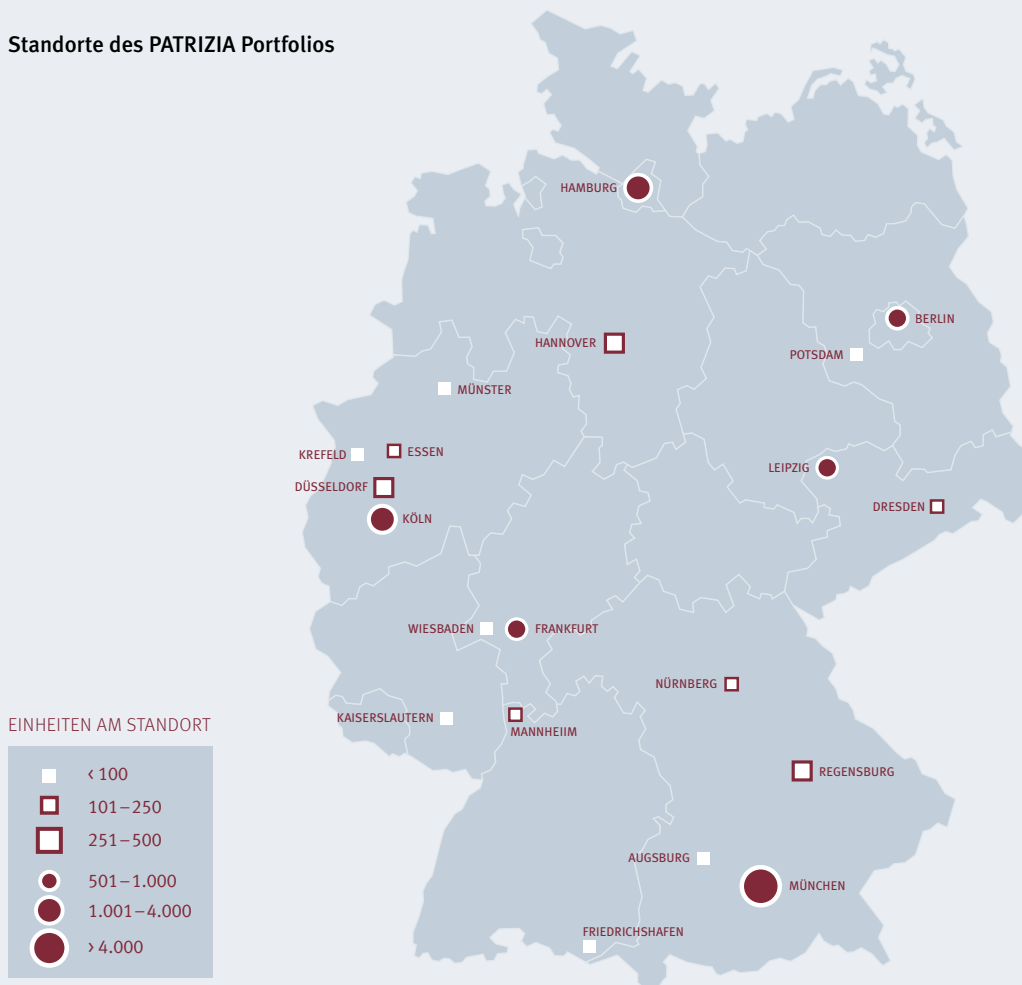 Standorte des PATRIZIA Portfolios
HAMBURG
BERLIN
HANNOVER
POTSDAM
MÜNSTER
KREFELD
ESSEN
LEIPZIG
DÜSSELDORF
DRESDEN
KÖLN
WIESBADEN
FRANKFURT
NÜRNBERG
KAISERSLAUTERN
MANNHEIIM
REGENSBURG
AUGSBURG
MÜNCHEN
FRIEDRICHSHAFEN
EINHEITEN AM STANDORT
< 100
101–250
251–500
501–1.000
1.001–4.000
> 4.000